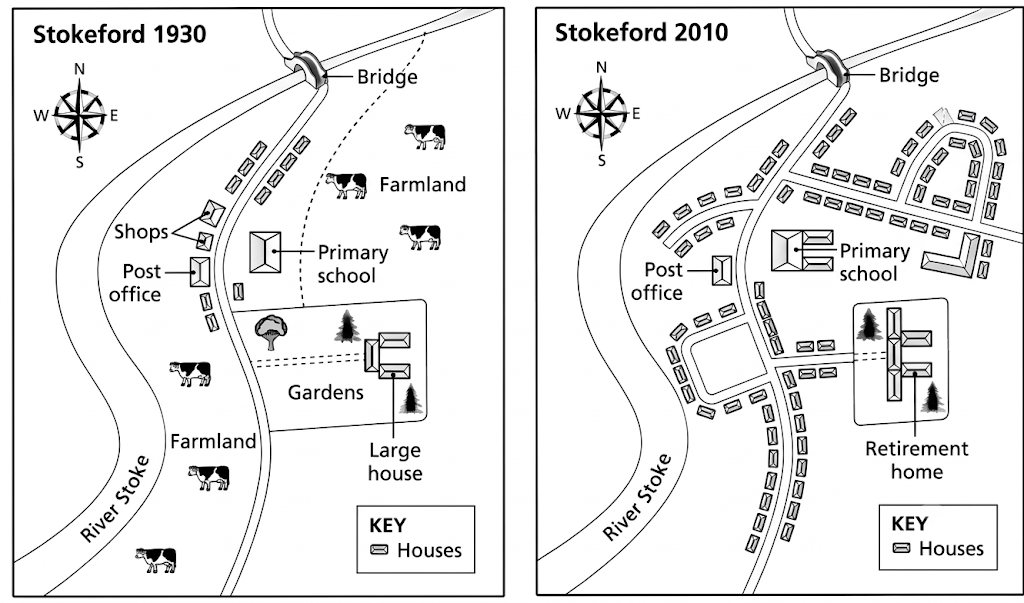 Stokeford 1930
N
W
E
S
Bridge
Farmland
Shops
Primary
school
Post
office
Gardens
Farmland
Large
house
River Stoke
KEY
Houses
Stokeford 2010
N
W
E
S
Bridge
Post
office
Primary
school
Retirement
home
River Stoke
KEY
Houses